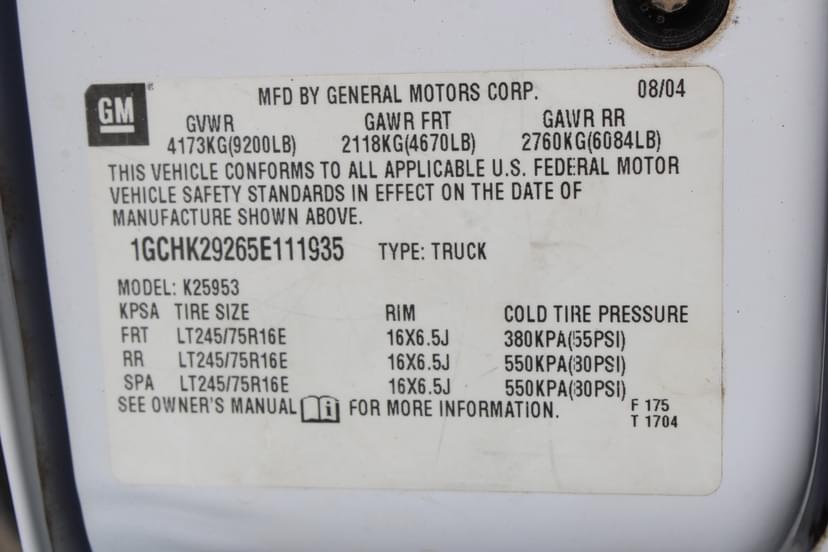 GM
MFD BY GENERAL MOTORS CORP. 08/04
GVWR GAWR FRT GAWR RR
4173KG(9200LB) 2118KG(4670LB) 2760KG(6084LB)
THIS VEHICLE CONFORMS TO ALL APPLICABLE U.S. FEDERAL MOTOR
VEHICLE SAFETY STANDARDS IN EFFECT ON THE DATE OF
MANUFACTURE SHOWN ABOVE.
1GCHK29265E111935 TYPE: TRUCK
MODEL: K25953
KPSA TIRE SIZE RIM COLD TIRE PRESSURE
FRT LT245/75R16E 16X6.5J 380KPA(55PSI)
RR LT245/75R16E 16X6.5J 550KPA(80PSI)
SPA LT245/75R16E 16X6.5J 550KPA(80PSI)
SEE OWNER'S MANUAL i FOR MORE INFORMATION.
F 175
T 1704